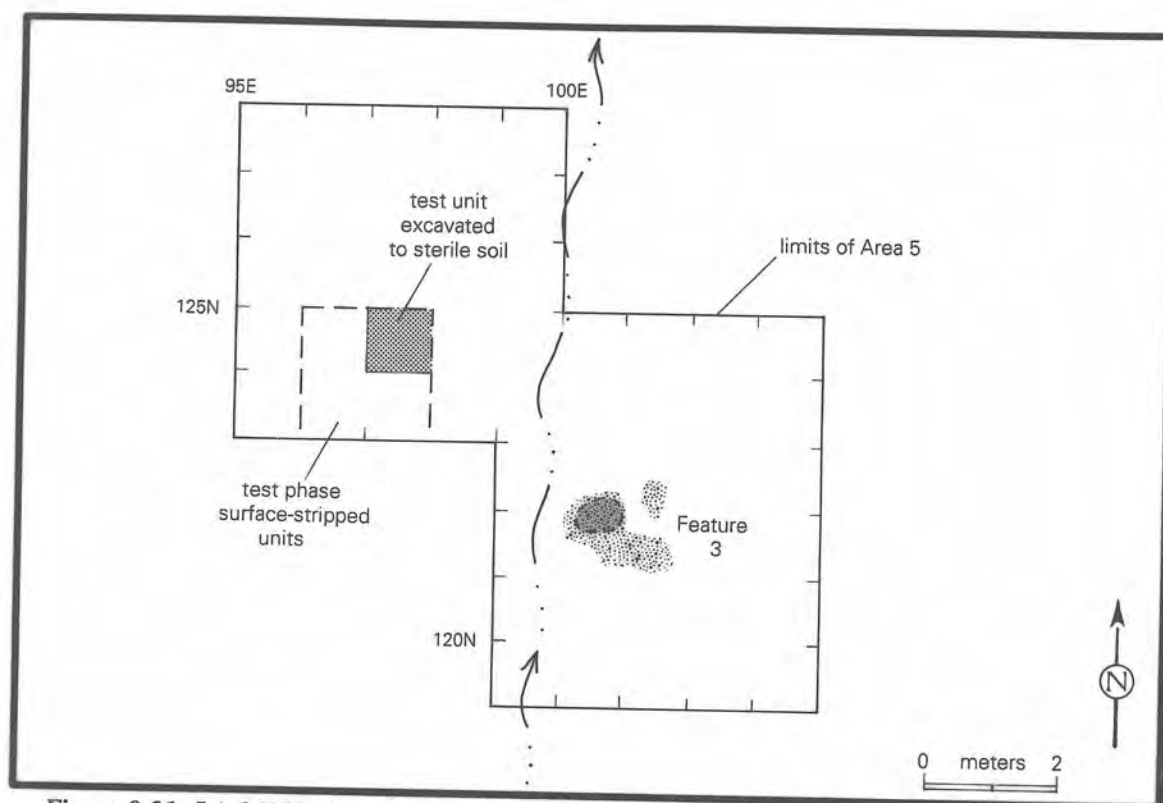 95E
100E
test unit
excavated
to sterile soil
limits of Area 5
125N
test phase
surface-stripped
units
Feature
3
120N
N
0 meters 2